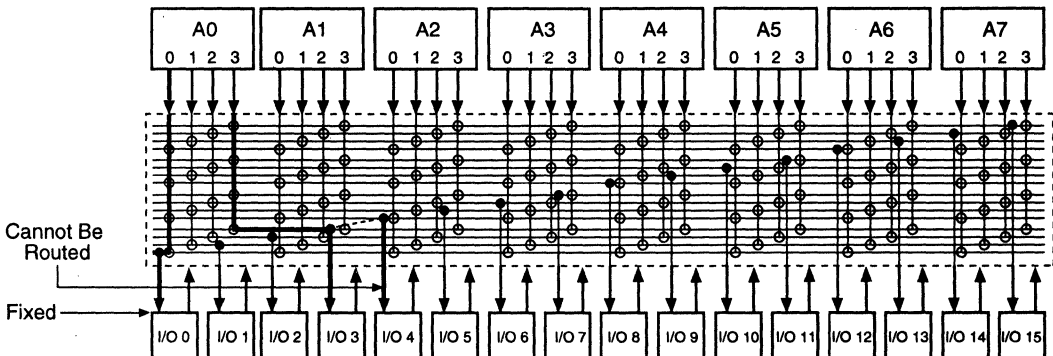 A0 A1 A2 A3 A4 A5 A6 A7
0 1 2 3 0 1 2 3 0 1 2 3 0 1 2 3 0 1 2 3 0 1 2 3 0 1 2 3 0 1 2 3
Cannot Be
Routed
Fixed
I/O 0 I/O 1 I/O 2 I/O 3 I/O 4 I/O 5 I/O 6 I/O 7 I/O 8 I/O 9 I/O 10 I/O 11 I/O 12 I/O 13 I/O 14 I/O 15